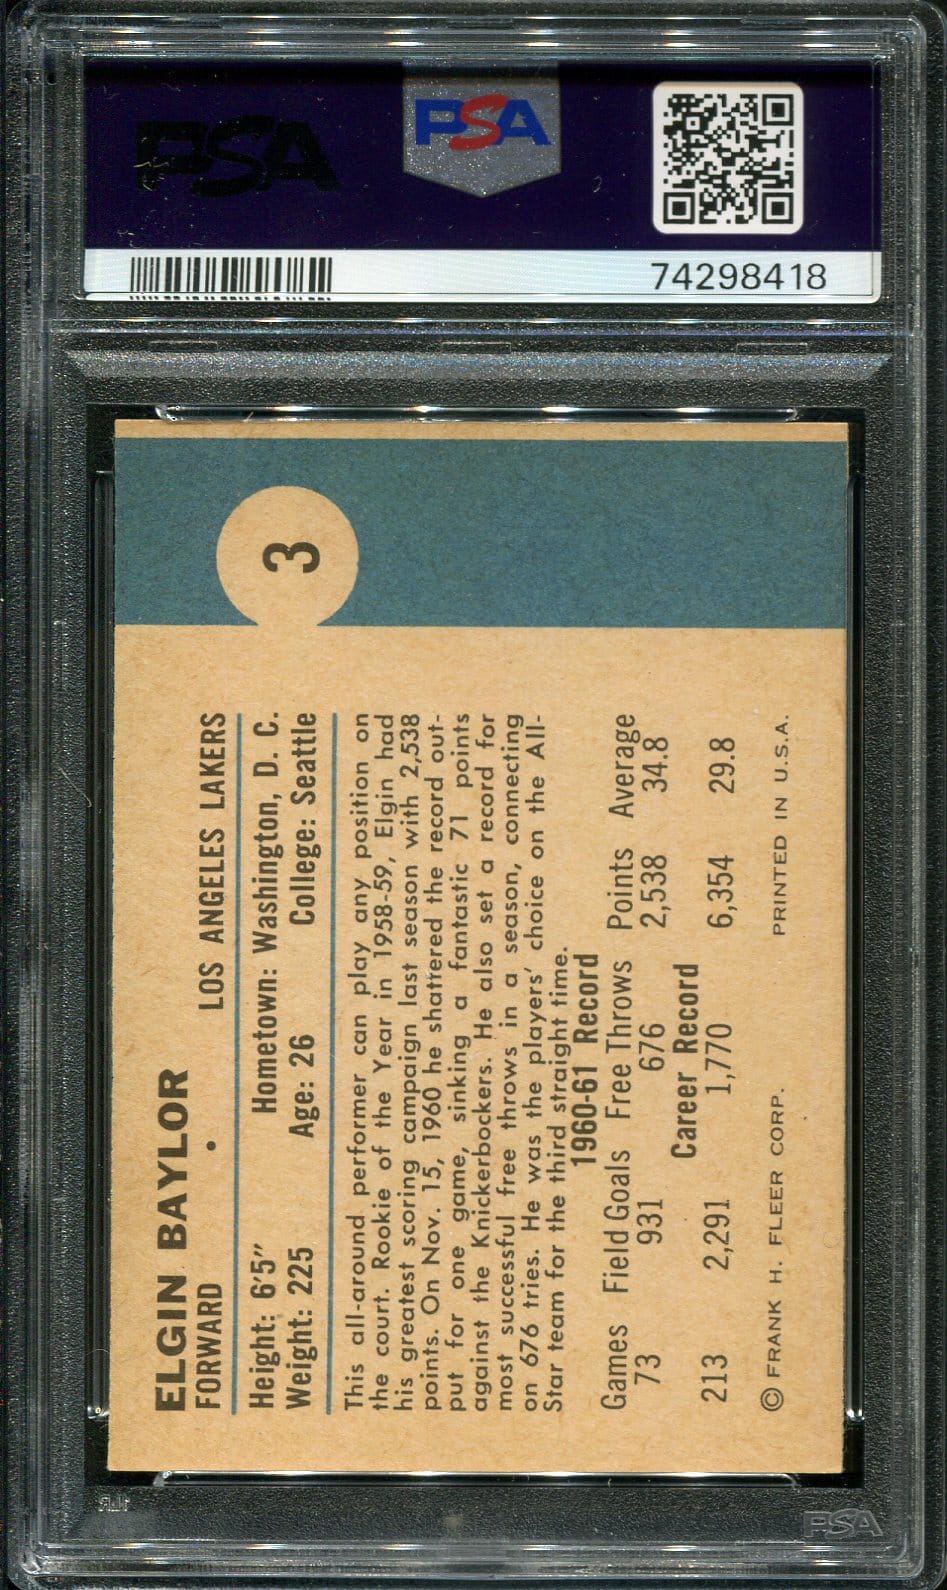 PSA
PSA
74298418
3
ELGIN BAYLOR
FORWARD • LOS ANGELES LAKERS
Height: 6'5" Hometown: Washington, D. C.
Weight: 225 Age: 26 College: Seattle
This all-around performer can play any position on
the court. Rookie of the Year in 1958-59, Elgin had
his greatest scoring campaign last season with 2,538
points. On Nov. 15, 1960 he shattered the record out-
put for one game, sinking a fantastic 71 points
against the Knickerbockers. He also set a record for
most successful free throws in a season, connecting
on 676 tries. He was the players' choice on the All-
Star team for the third straight time.
1960-61 Record
Games Field Goals Free Throws Points Average
73 931 676 2,538 34.8
Career Record
213 2,291 1,770 6,354 29.8
© FRANK H. FLEER CORP. PRINTED IN U.S.A.
PSA